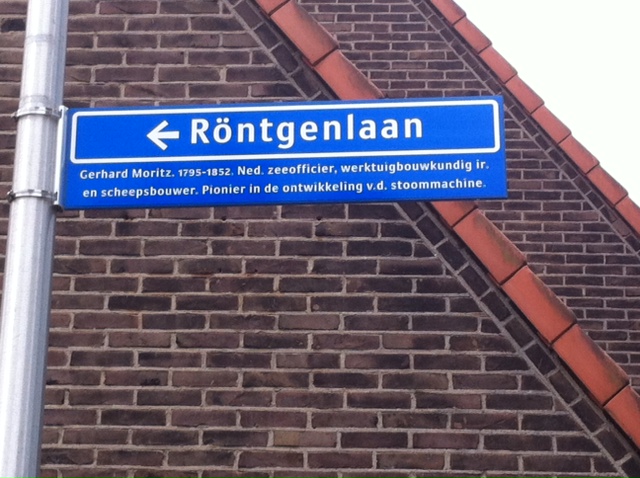 ← Röntgenlaan
Gerhard Moritz. 1795-1852. Ned. zeeofficier, werktuigbouwkundig ir.
en scheepsbouwer. Pionier in de ontwikkeling v.d. stoommachine.